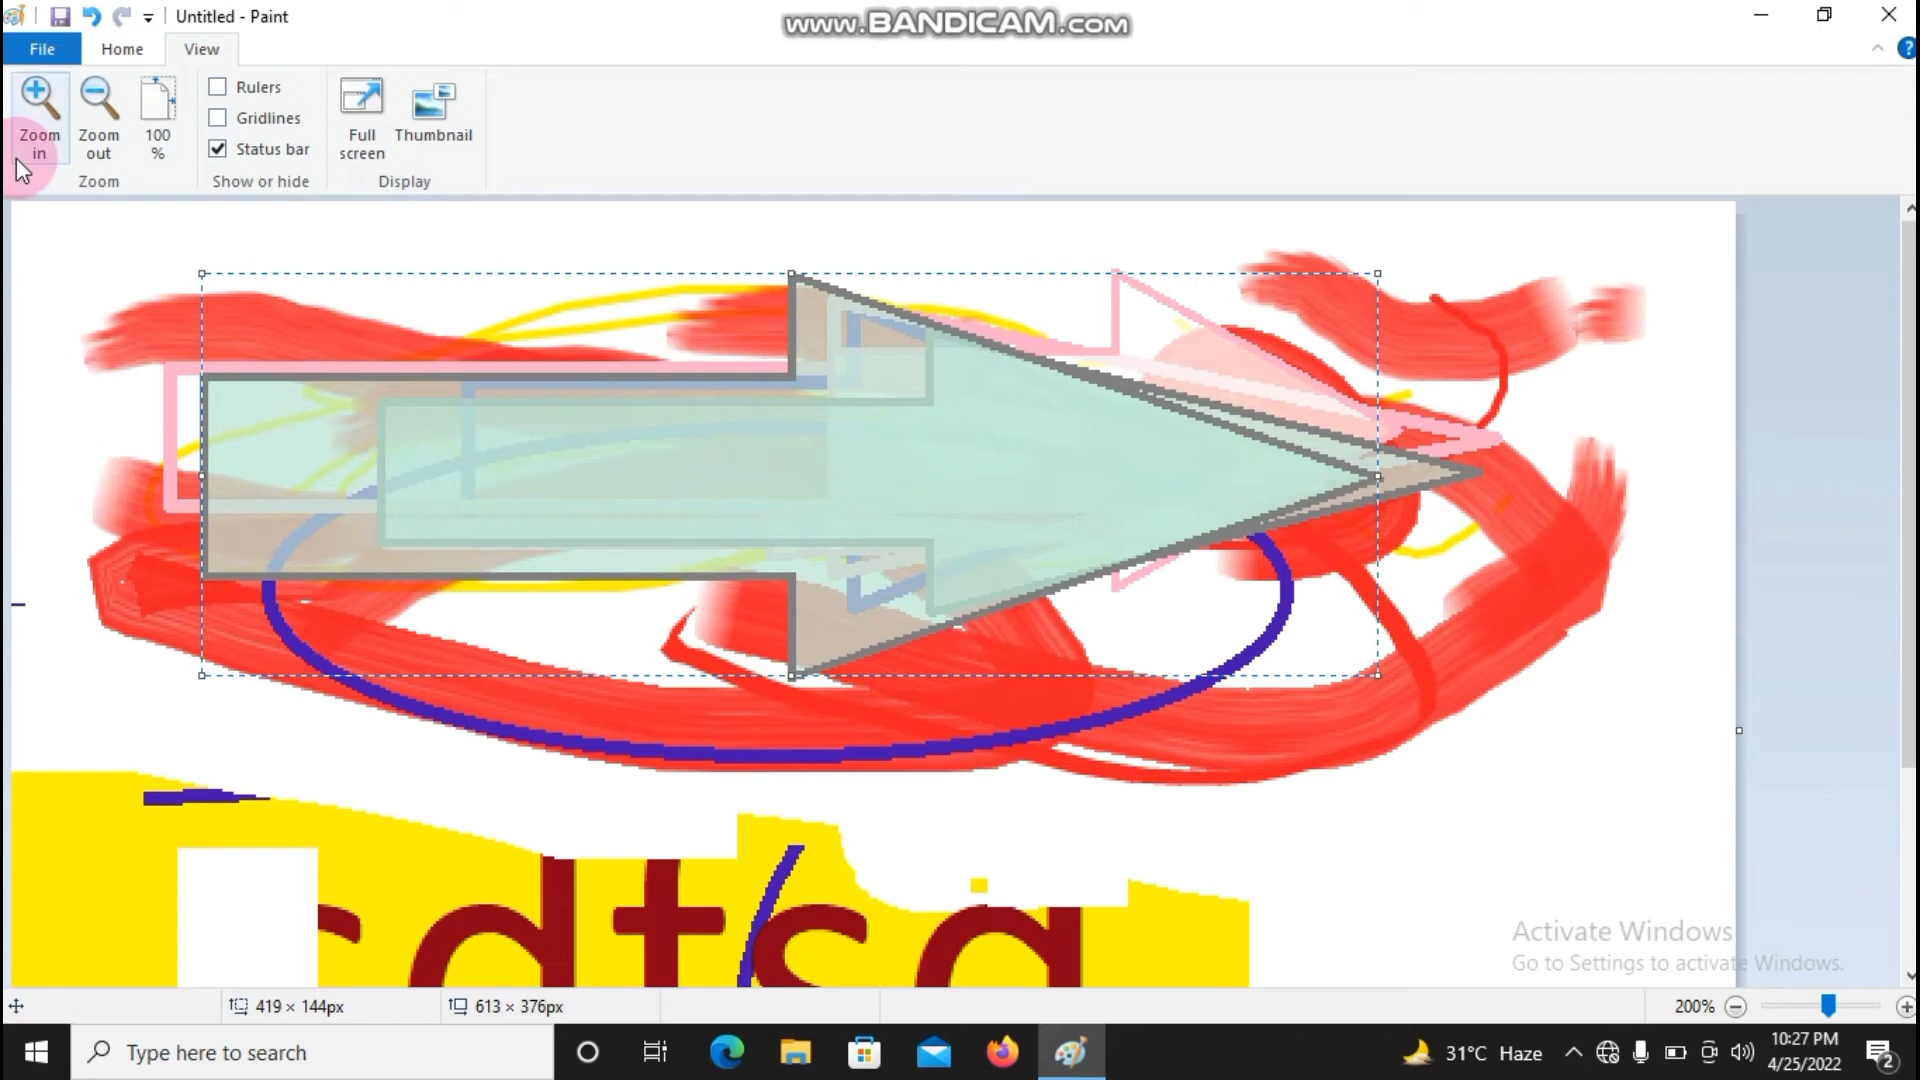 Untitled - Paint
www.BANDICAM.com
File Home View
Zoom in
Zoom out
100 %
Rulers
Gridlines
Status bar
Full screen
Thumbnail
Zoom
Show or hide
Display
dtsg
Activate Windows
Go to Settings to activate Windows.
419 × 144px
613 × 376px
200%
Type here to search
31°C Haze
10:27 PM
4/25/2022
2